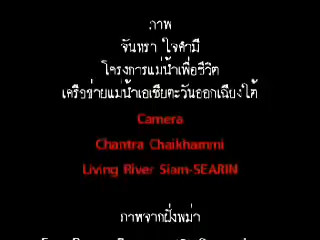 ภาพ
จันทรา ใจคำมี
โครงการแม่น้ำเพื่อชีวิต
เครือข่ายแม่น้ำเอเชียตะวันออกเฉียงใต้
Camera
Chantra Chaikhammi
Living River Siam-SEARIN
ภาพจากฝั่งพม่า